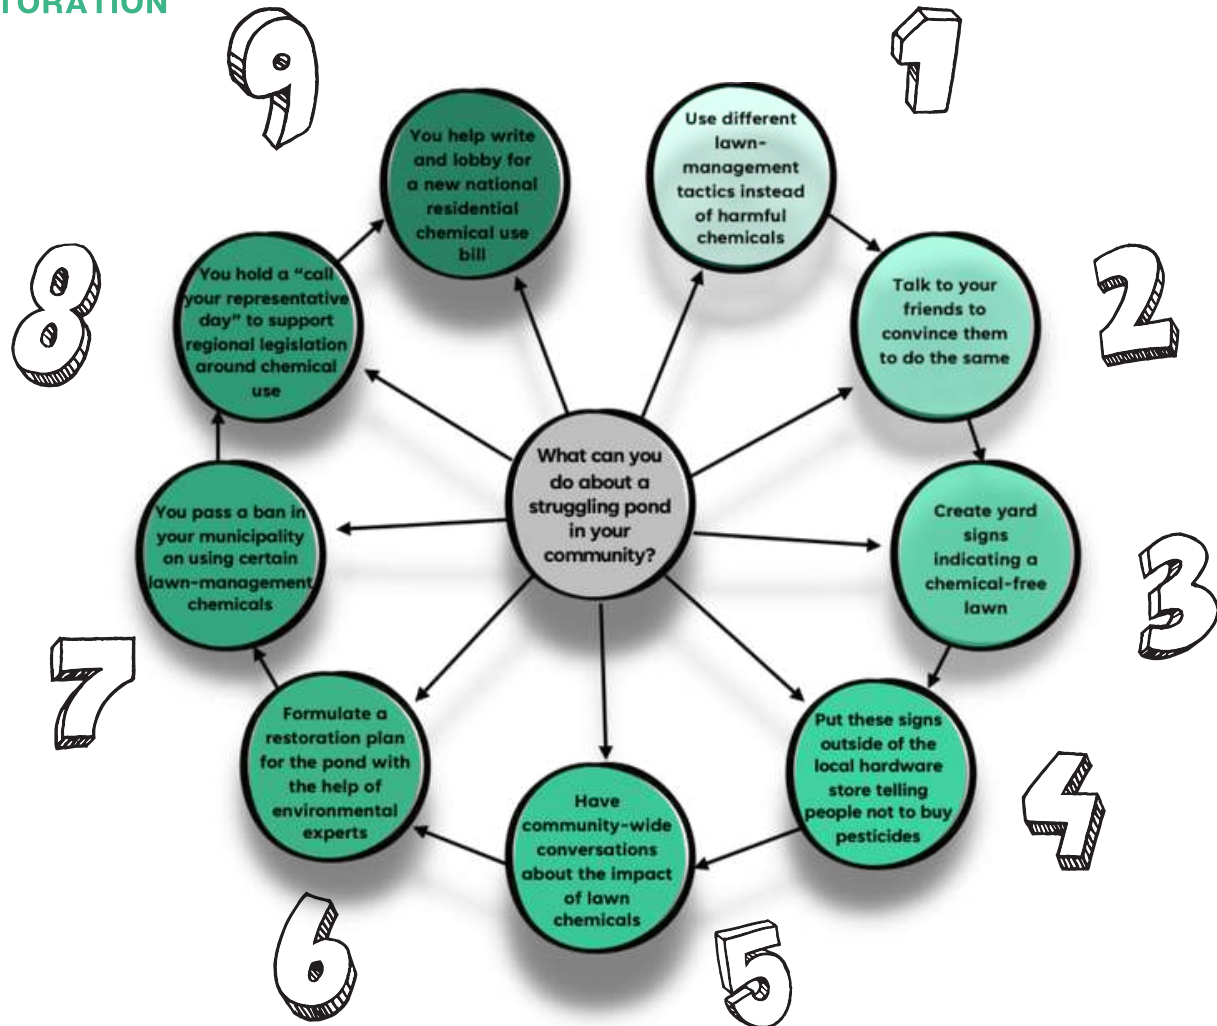 TORATION
1
Use different
lawn-
management
tactics instead
of harmful
chemicals
2
Talk to your
friends to
convince them
to do the same
3
Create yard
signs
indicating a
chemical-free
lawn
4
Put these signs
outside of the
local hardware
store telling
people not to buy
pesticides
5
Have
community-wide
conversations
about the impact
of lawn
chemicals
6
Formulate a
restoration plan
for the pond with
the help of
environmental
experts
7
You pass a ban in
your municipality
on using certain
lawn-management
chemicals
8
You hold a “call
your representative
day” to support
regional legislation
around chemical
use
9
You help write
and lobby for
a new national
residential
chemical use
bill
What can you
do about a
struggling pond
in your
community?